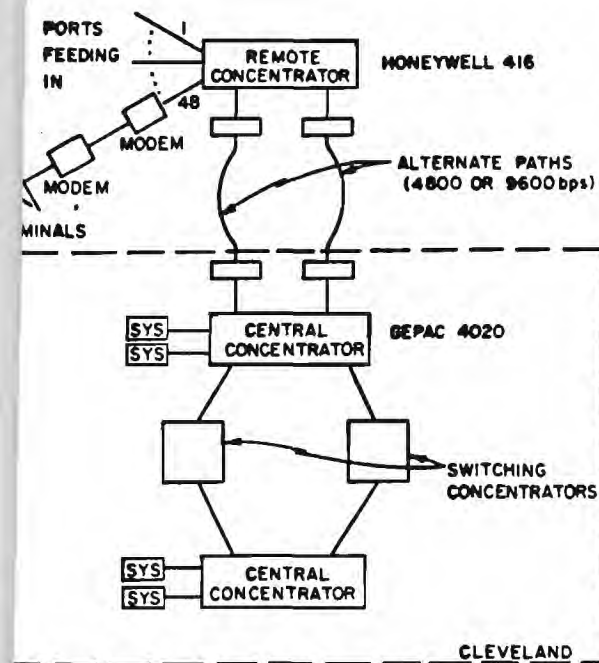 PORTS
FEEDING
IN
1
48
REMOTE
CONCENTRATOR
HONEYWELL 416
MODEM
MODEM
MINALS
ALTERNATE PATHS
(4800 OR 9600 bps)
SYS
SYS
CENTRAL
CONCENTRATOR
GEPAC 4020
SWITCHING
CONCENTRATORS
SYS
SYS
CENTRAL
CONCENTRATOR
CLEVELAND